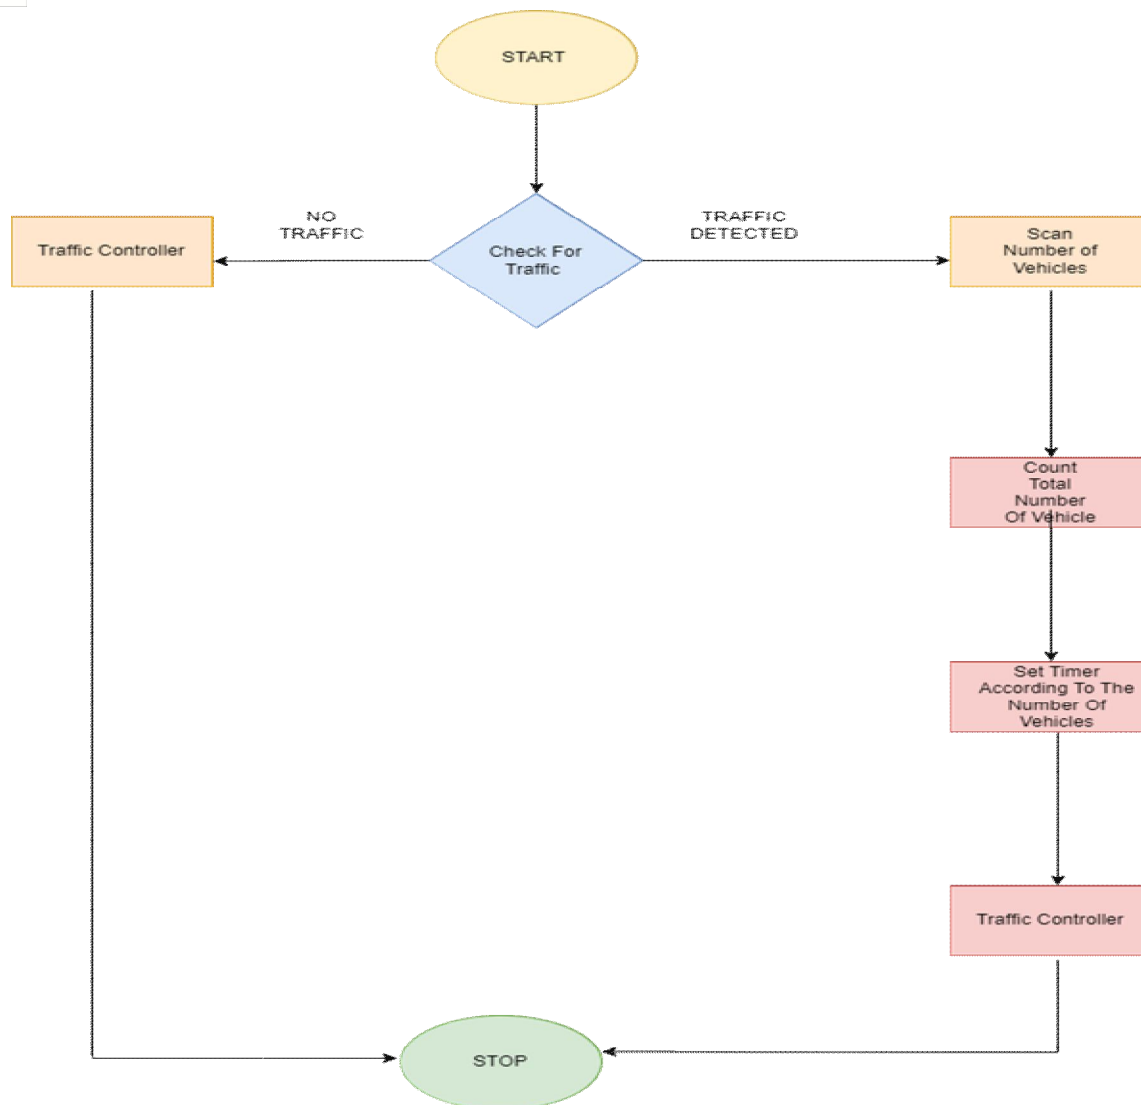 START
NO
TRAFFIC
TRAFFIC
DETECTED
Traffic Controller
Check For
Traffic
Scan
Number of
Vehicles
Count
Total
Number
Of Vehicle
Set Timer
According To The
Number Of
Vehicles
Traffic Controller
STOP